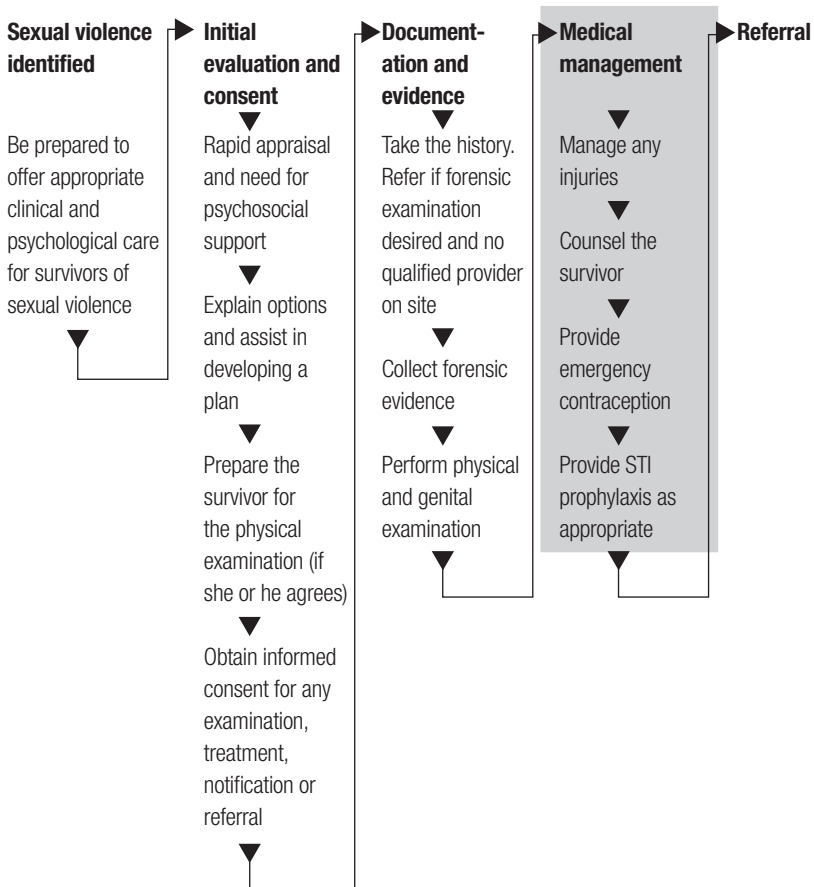 Sexual violence
identified
Be prepared to
offer appropriate
clinical and
psychological care
for survivors of
sexual violence
Initial
evaluation and
consent
Rapid appraisal
and need for
psychosocial
support
Explain options
and assist in
developing a
plan
Prepare the
survivor for
the physical
examination (if
she or he agrees)
Obtain informed
consent for any
examination,
treatment,
notification or
referral
Document-
ation and
evidence
Take the history.
Refer if forensic
examination
desired and no
qualified provider
on site
Collect forensic
evidence
Perform physical
and genital
examination
Medical
management
Manage any
injuries
Counsel the
survivor
Provide
emergency
contraception
Provide STI
prophylaxis as
appropriate
Referral